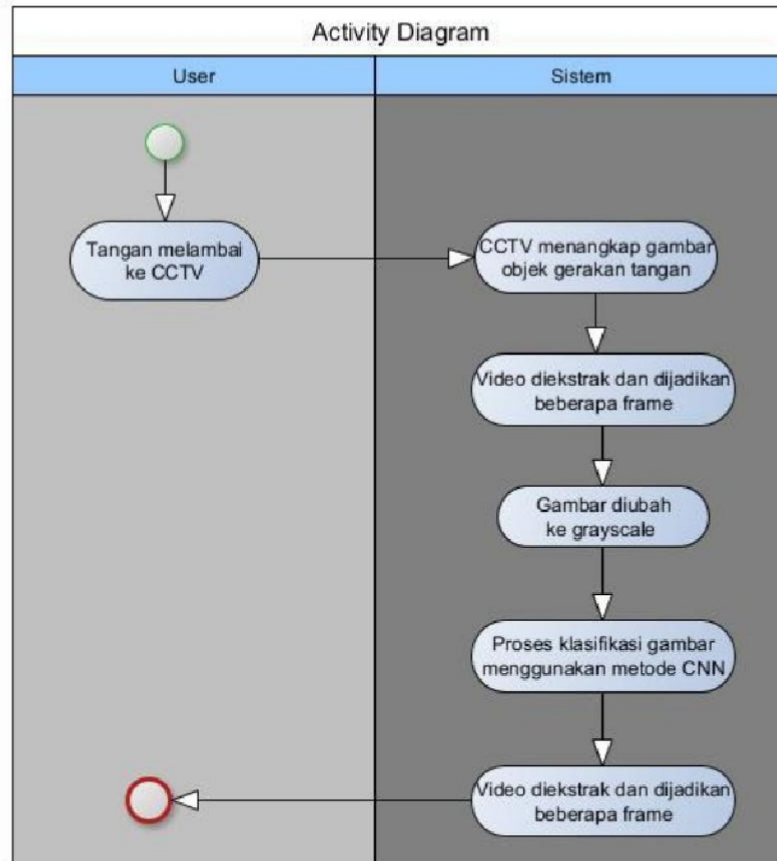 Activity Diagram
User
Sistem
Tangan melambai
ke CCTV
CCTV menangkap gambar
objek gerakan tangan
Video diekstrak dan dijadikan
beberapa frame
Gambar diubah
ke grayscale
Proses klasifikasi gambar
menggunakan metode CNN
Video diekstrak dan dijadikan
beberapa frame